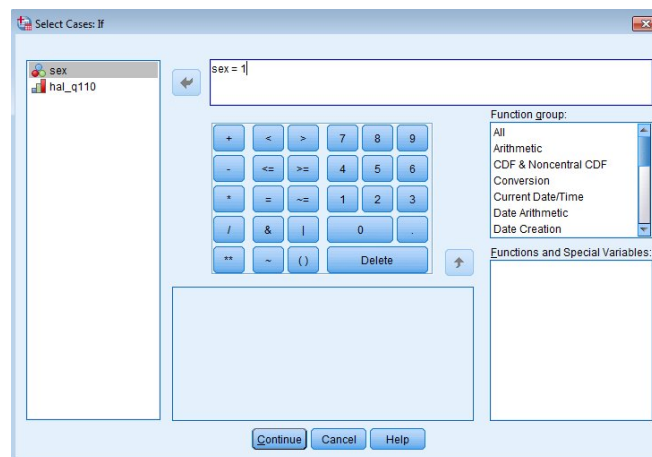 Select Cases: If
sex
hal_q110
sex = 1
+ < > 7 8 9
- <= >= 4 5 6
* = ~= 1 2 3
/ & | 0 .
** ~ ( ) Delete
Function group:
All
Arithmetic
CDF & Noncentral CDF
Conversion
Current Date/Time
Date Arithmetic
Date Creation
Functions and Special Variables:
Continue Cancel Help